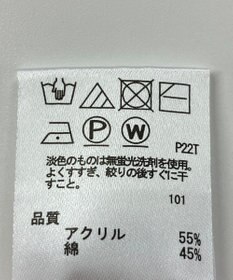 P W
P22T
淡色のものは無蛍光洗剤を使用。
よくすすぎ、絞りの後すぐに干
すこと。
101
品質
アクリル 55%
綿 45%